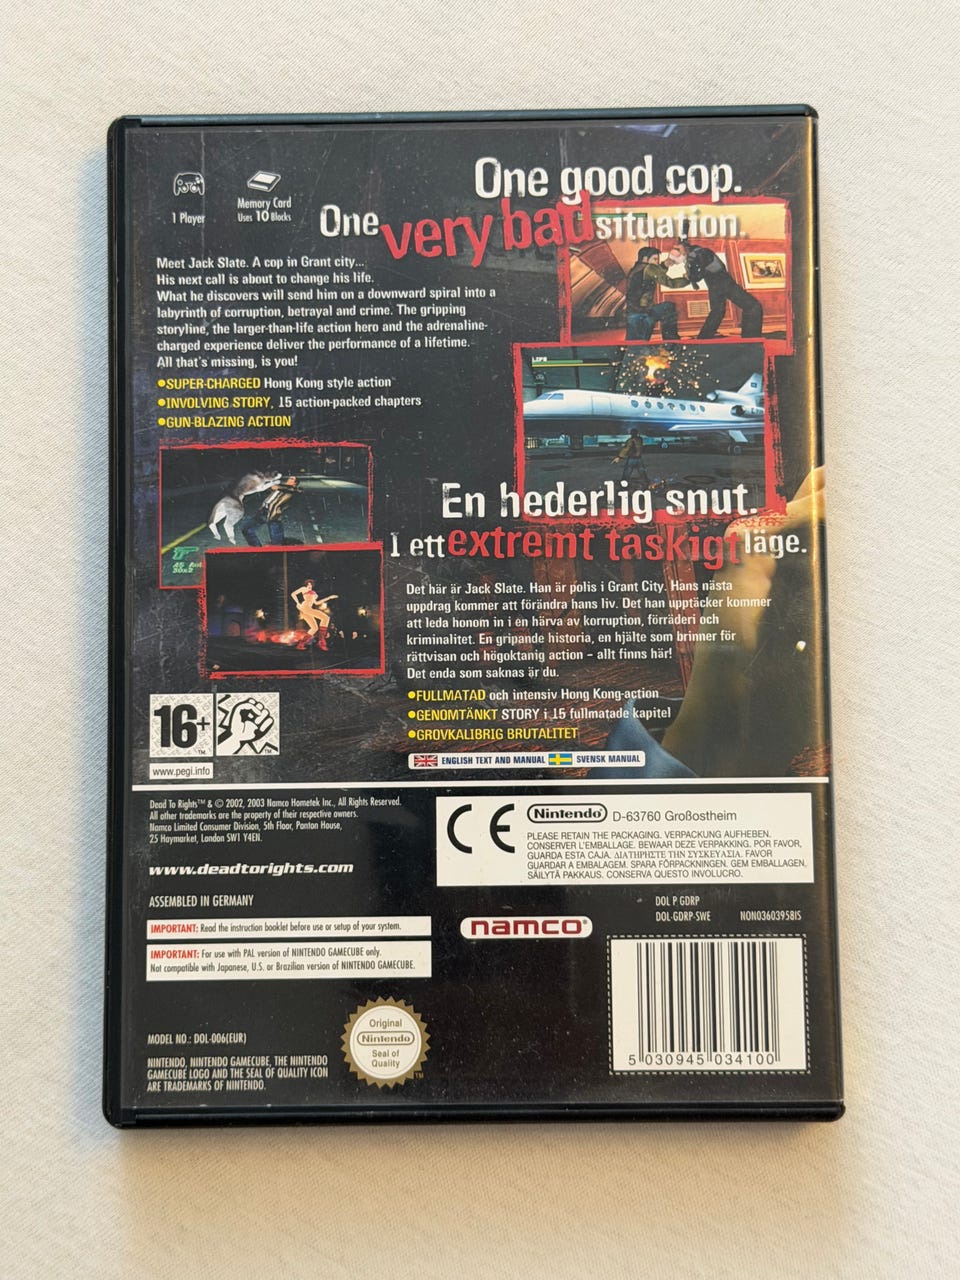 1 Player
Memory Card
Uses 10 Blocks
One good cop.
One very bad situation.
Meet Jack Slate. A cop in Grant city...
His next call is about to change his life.
What he discovers will send him on a downward spiral into a
labyrinth of corruption, betrayal and crime. The gripping
storyline, the larger-than-life action hero and the adrenaline-
charged experience deliver the performance of a lifetime.
All that's missing, is you!
•SUPER-CHARGED Hong Kong style action
•INVOLVING STORY, 15 action-packed chapters
•GUN-BLAZING ACTION
LIFE
En hederlig snut.
I ett extremt taskigt läge.
Det här är Jack Slate. Han är polis i Grant City. Hans nästa
uppdrag kommer att förändra hans liv. Det han upptäcker kommer
att leda honom in i en härva av korruption, förräderi och
kriminalitet. En gripande historia, en hjälte som brinner för
rättvisan och högoktanig action – allt finns här!
Det enda som saknas är du.
•FULLMATAD och intensiv Hong Kong-action
•GENOMTÄNKT STORY i 15 fullmatade kapitel
•GROVKALIBRIG BRUTALITET
ENGLISH TEXT AND MANUAL SVENSK MANUAL
16+
TM TM
www.pegi.info
Dead To Rights™ & © 2002, 2003 Namco Hometek Inc., All Rights Reserved.
All other trademarks are the property of their respective owners.
Namco Limited Consumer Division, 5th Floor, Panton House,
25 Haymarket, London SW1 Y4EN.
www.deadtorights.com
ASSEMBLED IN GERMANY
IMPORTANT: Read the instruction booklet before use or setup of your system.
IMPORTANT: For use with PAL version of NINTENDO GAMECUBE only.
Not compatible with Japanese, U.S. or Brazilian version of NINTENDO GAMECUBE.
MODEL NO.: DOL-006(EUR)
NINTENDO, NINTENDO GAMECUBE, THE NINTENDO
GAMECUBE LOGO AND THE SEAL OF QUALITY ICON
ARE TRADEMARKS OF NINTENDO.
Original
Nintendo
Seal of
Quality
TM
CE Nintendo D-63760 Großostheim
PLEASE RETAIN THE PACKAGING. VERPACKUNG AUFHEBEN.
CONSERVER L'EMBALLAGE. BEWAAR DEZE VERPAKKING. POR FAVOR,
GUARDA ESTA CAJA. ΔΙΑΤΗΡΗΣΤΕ ΤΗΝ ΣΥΣΚΕΥΑΣΙΑ. FAVOR
GUARDAR A EMBALAGEM. SPARA FÖRPACKNINGEN. GEM EMBALLAGEN,
SÄILYTÄ PAKKAUS. CONSERVA QUESTO INVOLUCRO.
DOL P GDRP
DOL-GDRP-SWE NON03603958IS
namco®
5 030945 034100